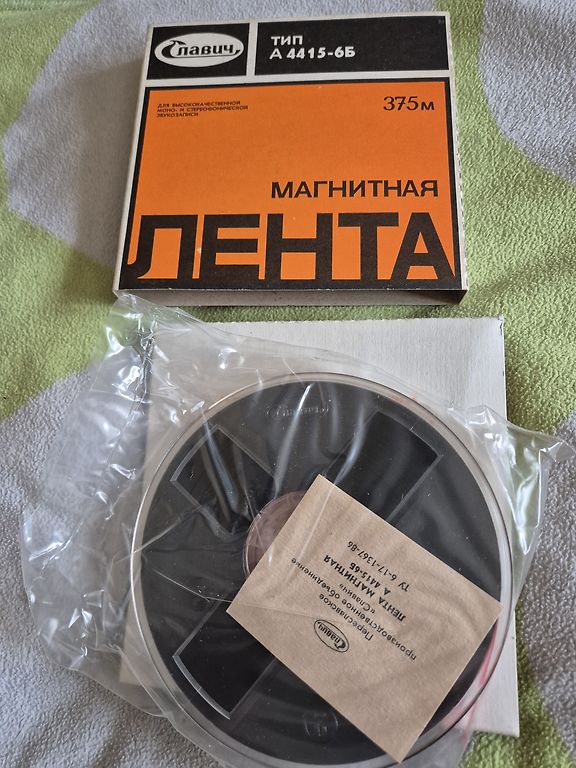 Славич
ТИП
А 4415-6Б
ДЛЯ ВЫСОКОКАЧЕСТВЕННОЙ
МОНО- И СТЕРЕОФОНИЧЕСКОЙ
ЗВУКОЗАПИСИ
375м
МАГНИТНАЯ
ЛЕНТА
Славич
Славич
Переславское
производственное объединение
«Славич»
ЛЕНТА МАГНИТНАЯ
А 4415-6Б
ТУ 6-17-1367-86